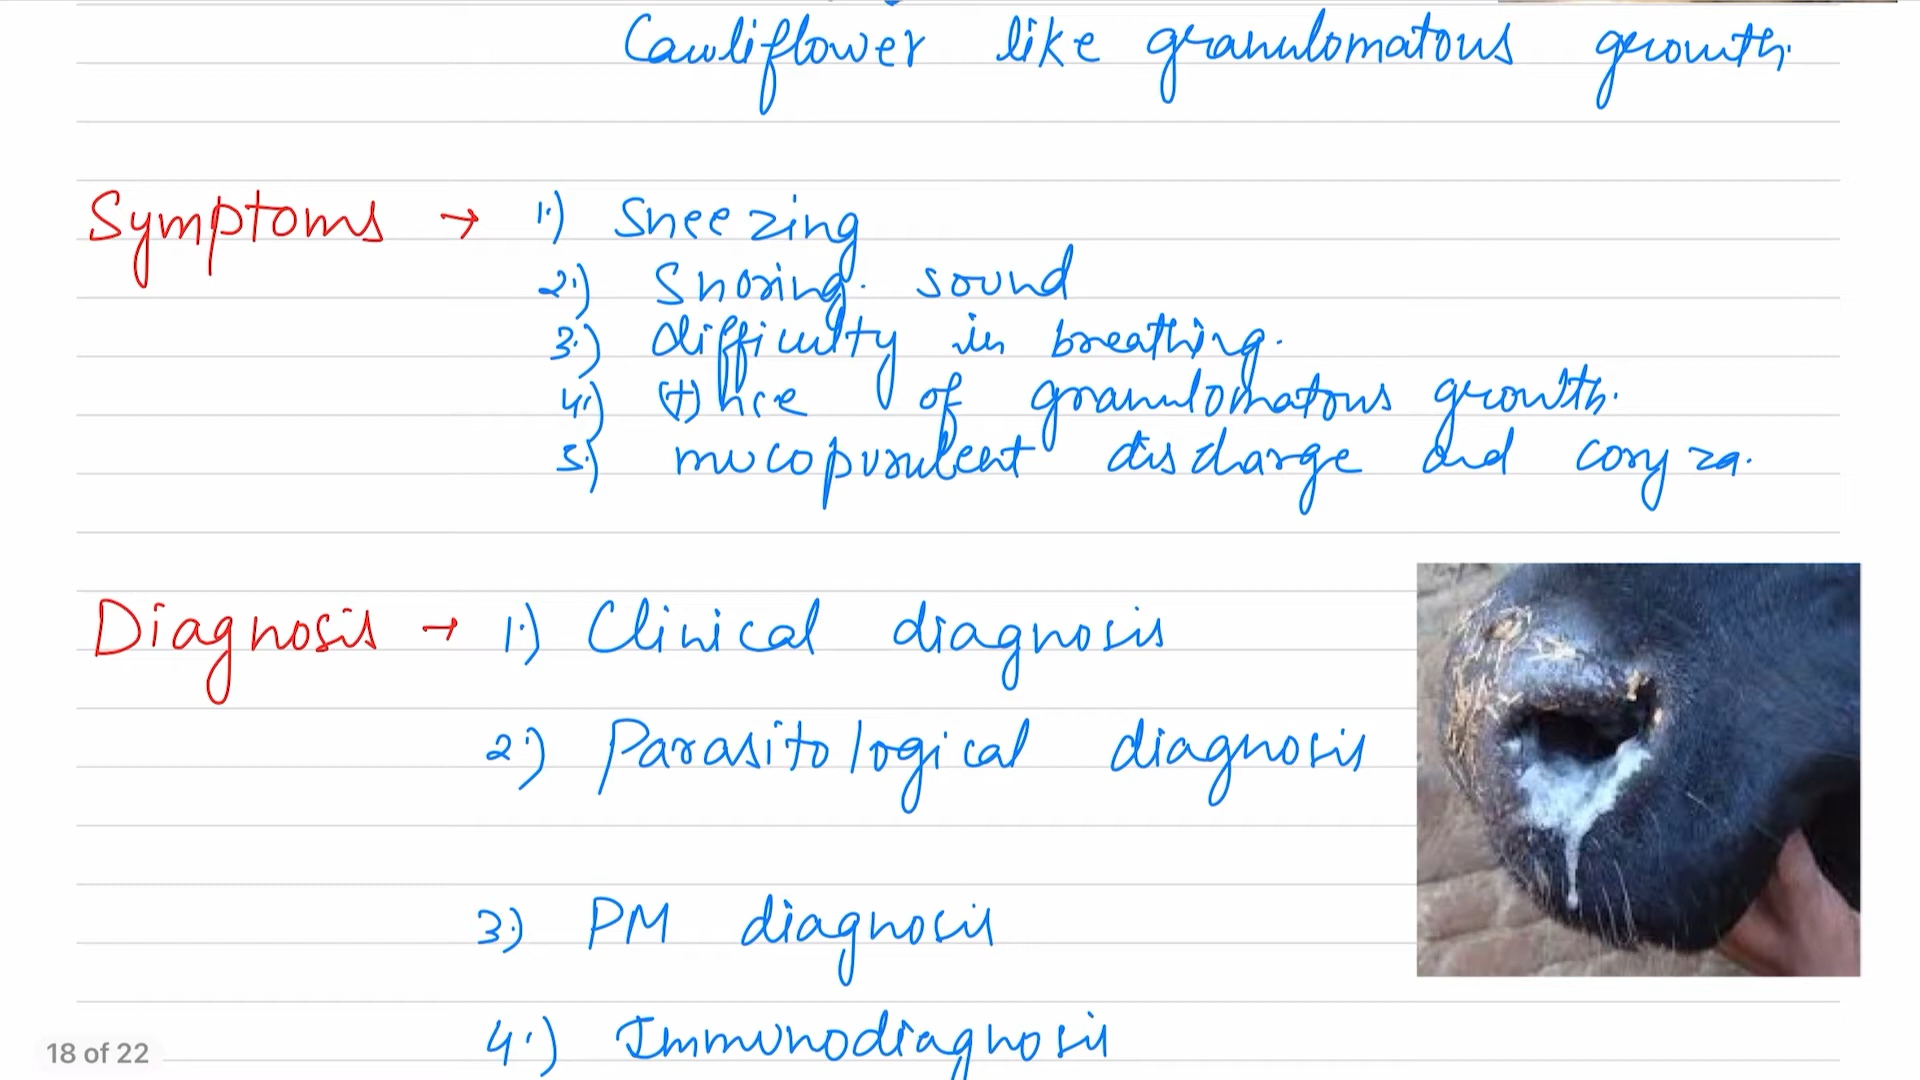 Cauliflower like granulomatous growth.
Symptoms → 1.) Sneezing
2.) Snoring. sound
3.) difficulty in breathing.
4.) (+)nce of granulomatous growth.
5.) mucopurulent discharge and coryza.
Diagnosis → 1.) Clinical diagnosis
2.) Parasitological diagnosis
3.) PM diagnosis
4.) Immunodiagnosis
18 of 22